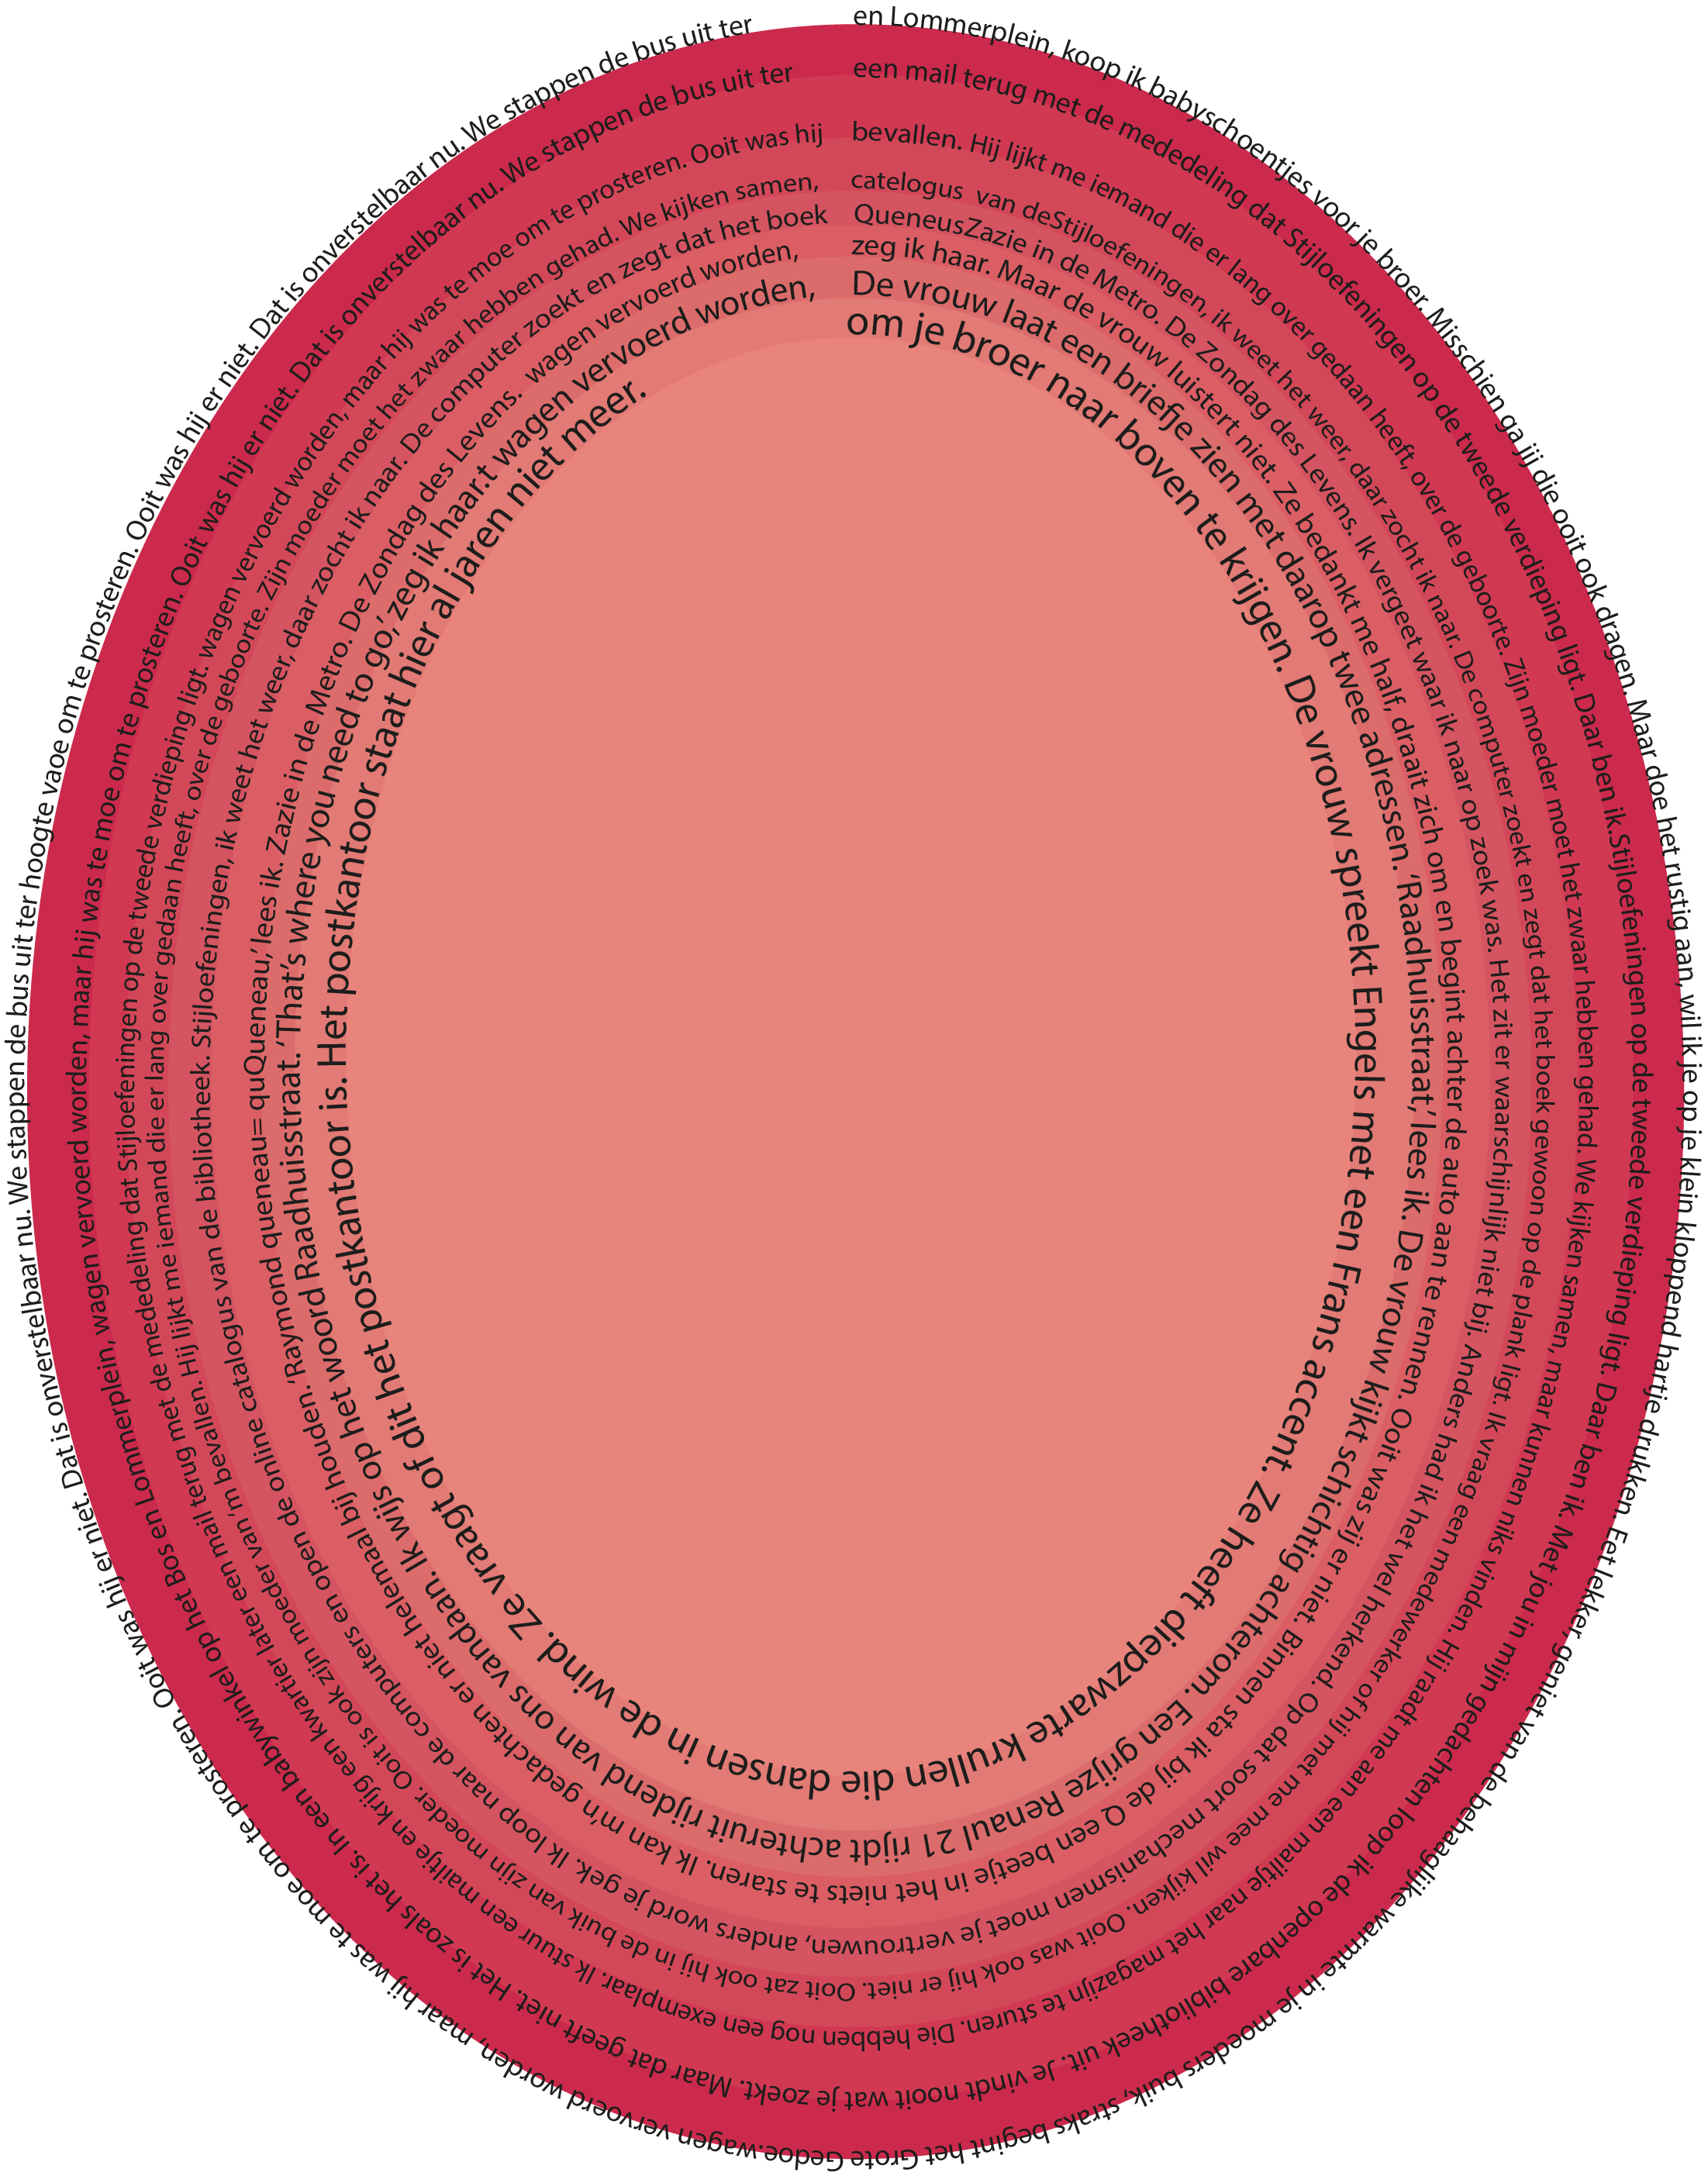 en Lommerplein, koop ik babyschoentjes voor je broer. Misschien ga jij die ooit ook dragen. Maar doe het rustig aan, wil ik je op je klein kloppend hartje drukken. Eet lekker, geniet van de behaaglijke warmte in je moeders buik, straks begint het Grote Gedoe.wagen vervoerd worden, maar hij was te moe om te prosteren. Ooit was hij er niet. Dat is onverstelbaar nu. We stappen de bus uit ter hoogte vaoe om te prosteren. Ooit was hij er niet. Dat is onverstelbaar nu. We stappen de bus uit ter
een mail terug met de mededeling dat Stijloefeningen op de tweede verdieping ligt. Daar ben ik.Stijloefeningen op de tweede verdieping ligt. Daar ben ik. Met jou in mijn gedachten loop ik de openbare bibliotheek uit. Je vindt nooit wat je zoekt. Maar dat geeft niet. Het is zoals het is. In een babywinkel op het Bos en Lommerplein, wagen vervoerd worden, maar hij was te moe om te prosteren. Ooit was hij er niet. Dat is onverstelbaar nu. We stappen de bus uit ter
bevallen. Hij lijkt me iemand die er lang over gedaan heeft, over de geboorte. Zijn moeder moet het zwaar hebben gehad. We kijken samen, maar kunnen niks vinden. Hij raadt me aan een mailtje naar het magazijn te sturen. Die hebben nog een exemplaar. Ik stuur een mailtje en krijg een kwartier later een mail terug met de mededeling dat Stijloefeningen op de tweede verdieping ligt. wagen vervoerd worden, maar hij was te moe om te prosteren. Ooit was hij
catelogus van deStijloefeningen, ik weet het weer, daar zocht ik naar. De computer zoekt en zegt dat het boek gewoon op de plank ligt. Ik vraag een medewerker of hij met me mee wil kijken. Ooit was ook hij er niet. Ooit zat ook hij in de buik van zijn moeder. Ooit is ook zijn moeder van 'm bevallen. Hij lijkt me iemand die er lang over gedaan heeft, over de geboorte. Zijn moeder moet het zwaar hebben gehad. We kijken samen,
QueneusZazie in de Metro. De Zondag des Levens. Ik vergeet waar ik naar op zoek was. Het zit er waarschijnlijk niet bij. Anders had ik het wel herkend. Op dat soort mechanismen moet je vertrouwen, anders word je gek. Ik loop naar de computers en open de online catalogus van de bibliotheek. Stijloefeningen, ik weet het weer, daar zocht ik naar. De computer zoekt en zegt dat het boek
zeg ik haar. Maar de vrouw luistert niet. Ze bedankt me half, draait zich om en begint achter de auto aan te rennen. Ooit was zij er niet. Binnen sta ik bij de Q een beetje in het niets te staren. Ik kan m'n gedachten er niet helemaal bij houden. 'Raymond queneau= quQueneau,' lees ik. Zazie in de Metro. De Zondag des Levens. wagen vervoerd worden,
De vrouw laat een briefje zien met daarop twee adressen. 'Raadhuisstraat,' lees ik. De vrouw kijkt schichtig achterom. Een grijze Renaul 21 rijdt achteruit rijdend van ons vandaan. Ik wijs op het woord Raadhuisstraat. 'That's where you need to go,' zeg ik haar.t wagen vervoerd worden,
om je broer naar boven te krijgen. De vrouw spreekt Engels met een Frans accent. Ze heeft diepzwarte krullen die dansen in de wind. Ze vraagt of dit het postkantoor is. Het postkantoor staat hier al jaren niet meer.